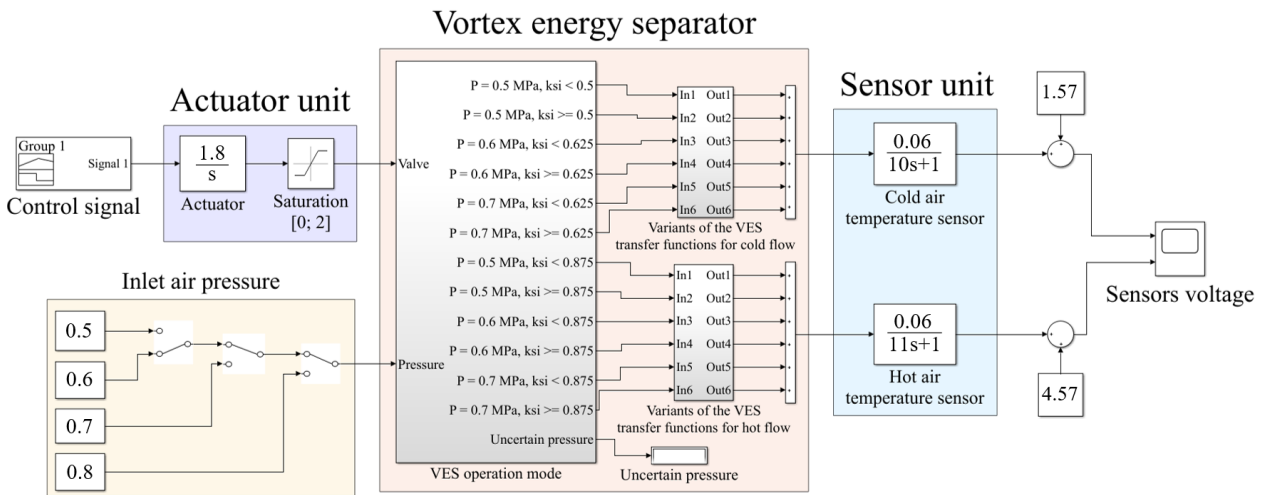 Vortex energy separator
Actuator unit
Sensor unit
Group 1
Signal 1
Control signal
1.8
s
Actuator
Saturation
[0; 2]
Inlet air pressure
0.5
0.6
0.7
0.8
Valve
Pressure
P = 0.5 MPa, ksi < 0.5
P = 0.5 MPa, ksi >= 0.5
P = 0.6 MPa, ksi < 0.625
P = 0.6 MPa, ksi >= 0.625
P = 0.7 MPa, ksi < 0.625
P = 0.7 MPa, ksi >= 0.625
P = 0.5 MPa, ksi < 0.875
P = 0.5 MPa, ksi >= 0.875
P = 0.6 MPa, ksi < 0.875
P = 0.6 MPa, ksi >= 0.875
P = 0.7 MPa, ksi < 0.875
P = 0.7 MPa, ksi >= 0.875
Uncertain pressure
VES operation mode
In1 Out1
In2 Out2
In3 Out3
In4 Out4
In5 Out5
In6 Out6
Variants of the VES
transfer functions for cold flow
In1 Out1
In2 Out2
In3 Out3
In4 Out4
In5 Out5
In6 Out6
Variants of the VES
transfer functions for hot flow
Uncertain pressure
0.06
10s+1
Cold air
temperature sensor
0.06
11s+1
Hot air
temperature sensor
1.57
4.57
Sensors voltage